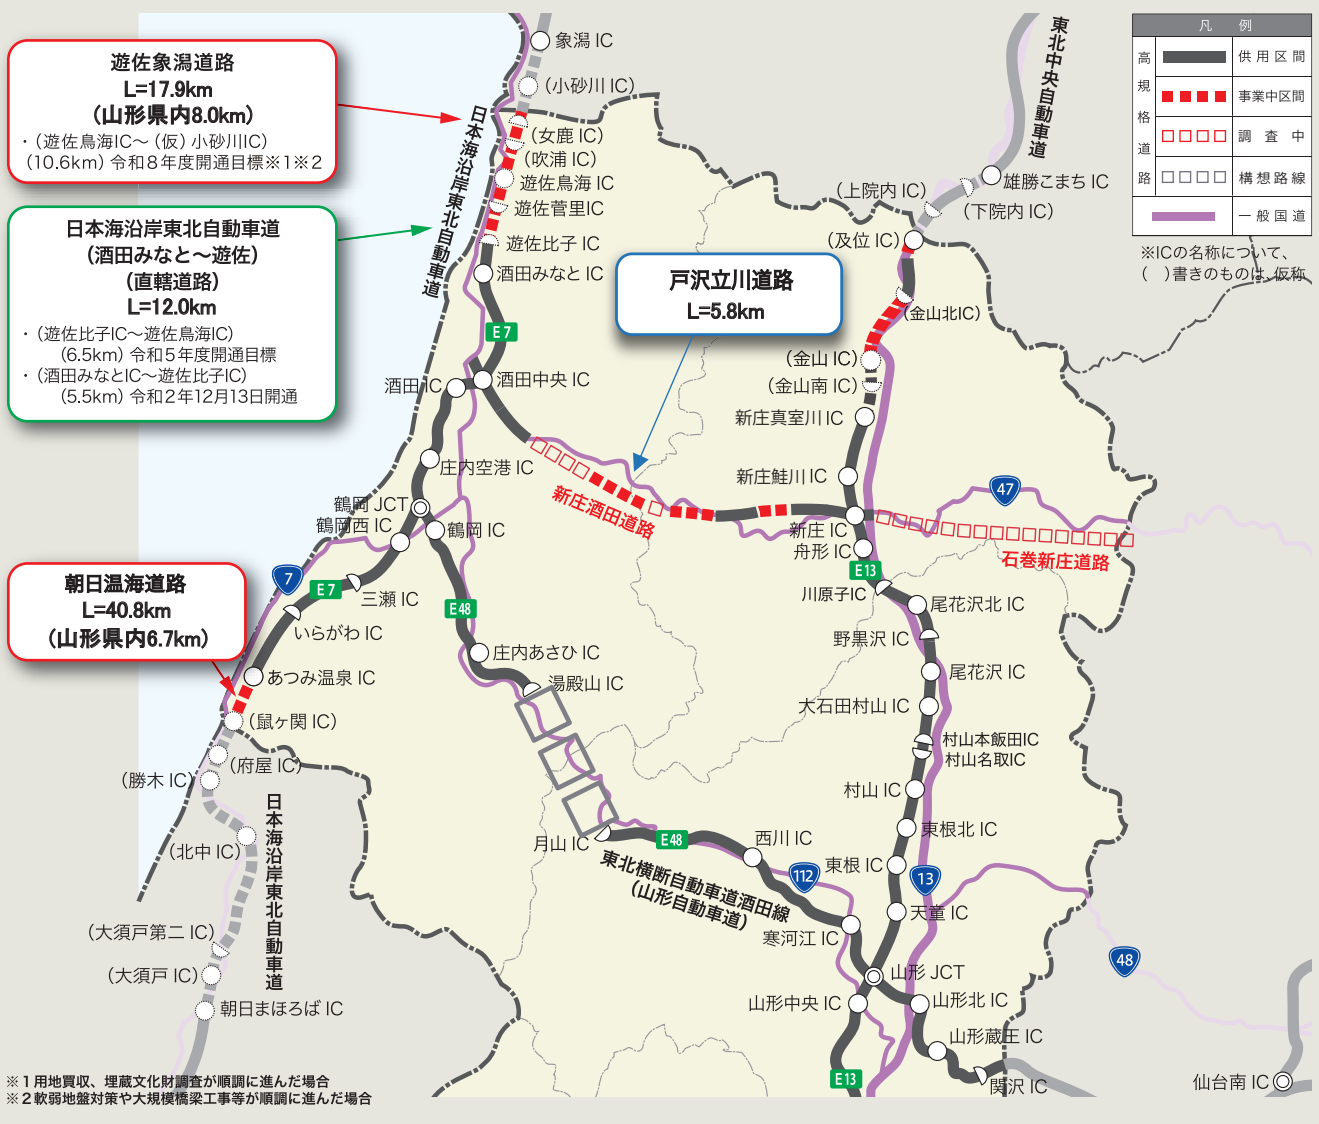 遊佐象潟道路
L=17.9km
（山形県内8.0km）
・（遊佐鳥海IC～（仮）小砂川IC）
（10.6km）令和８年度開通目標※1※2
日本海沿岸東北自動車道
（酒田みなと～遊佐）
（直轄道路）
L=12.0km
・（遊佐比子IC～遊佐鳥海IC）
（6.5km）令和５年度開通目標
・（酒田みなとIC～遊佐比子IC）
（5.5km）令和２年12月13日開通
戸沢立川道路
L=5.8km
朝日温海道路
L=40.8km
（山形県内6.7km）
凡 例
高規格道路
供用区間
事業中区間
調査中
構想路線
一般国道
※ICの名称について、
（ ）書きのものは、仮称
象潟 IC
（小砂川 IC）
（女鹿 IC）
（吹浦 IC）
遊佐鳥海 IC
遊佐菅里IC
遊佐比子 IC
酒田みなと IC
日本海沿岸東北自動車道
E7
酒田 IC
酒田中央 IC
庄内空港 IC
鶴岡 JCT
鶴岡西 IC
鶴岡 IC
7
E7
三瀬 IC
いらがわ IC
あつみ温泉 IC
（鼠ヶ関 IC）
（府屋 IC）
（勝木 IC）
（北中 IC）
日本海沿岸東北自動車道
（大須戸第二 IC）
（大須戸 IC）
朝日まほろば IC
E48
庄内あさひ IC
湯殿山 IC
月山 IC
E48
西川 IC
東北横断自動車道酒田線
（山形自動車道）
112
寒河江 IC
新庄酒田道路
東北中央自動車道
雄勝こまち IC
（上院内 IC）
（下院内 IC）
（及位 IC）
（金山北IC）
（金山 IC）
（金山南 IC）
新庄真室川 IC
新庄鮭川 IC
新庄 IC
舟形 IC
E13
47
石巻新庄道路
川原子IC
尾花沢北 IC
野黒沢 IC
尾花沢 IC
大石田村山 IC
村山本飯田IC
村山名取IC
村山 IC
東根北 IC
東根 IC
13
天童 IC
48
山形 JCT
山形中央 IC
山形北 IC
山形蔵王 IC
関沢 IC
E13
仙台南 IC
※１用地買収、埋蔵文化財調査が順調に進んだ場合
※２軟弱地盤対策や大規模橋梁工事等が順調に進んだ場合